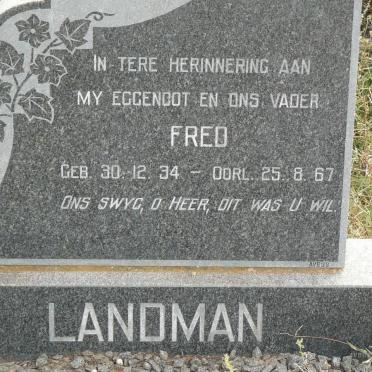 IN TERE HERINNERING AAN
MY EGGENOOT EN ONS VADER
FRED
GEB. 30.12.34 – OORL. 25.8.67
ONS SWYG, O HEER, DIT WAS U WIL.
LANDMAN